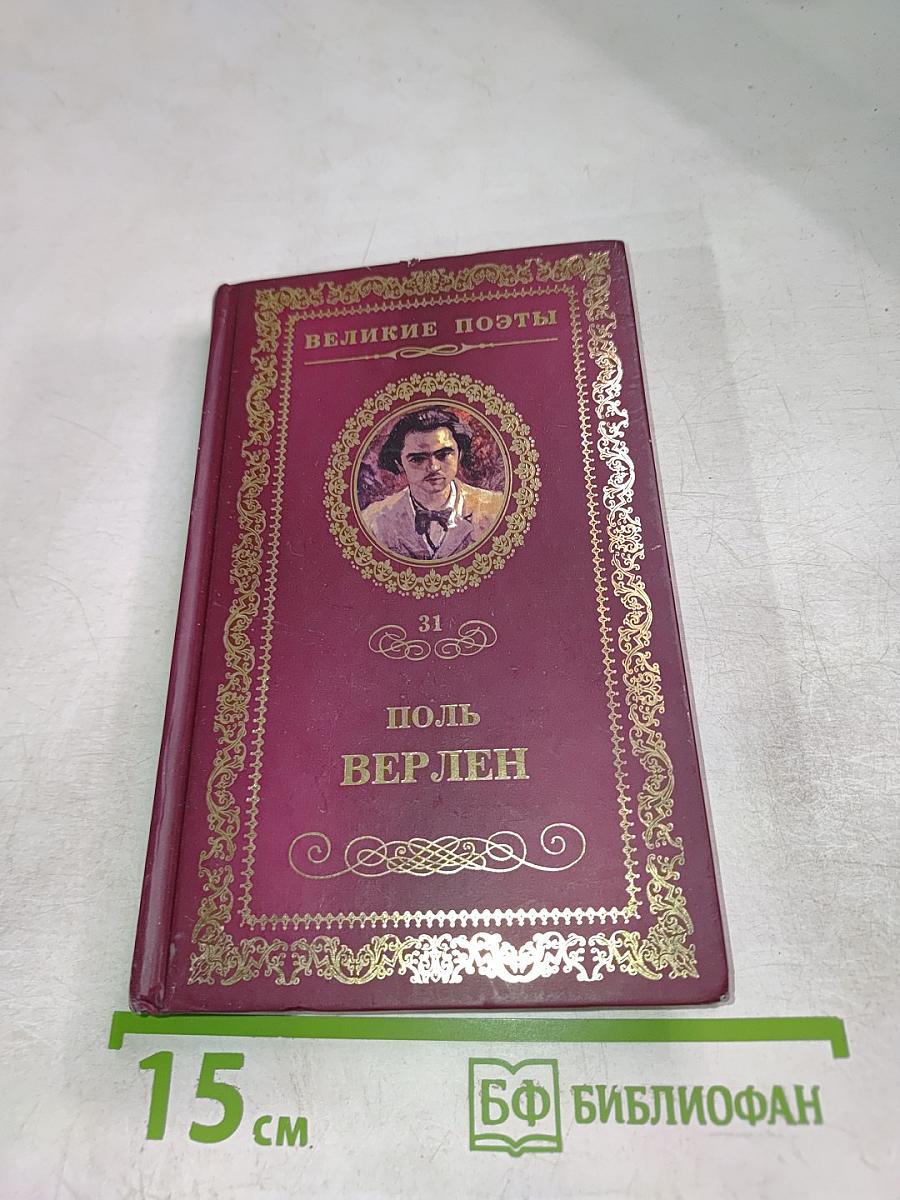 ВЕЛИКИЕ ПОЭТЫ
31
ПОЛЬ
ВЕРЛЕН
15 см
БФ БИБЛИОФАН